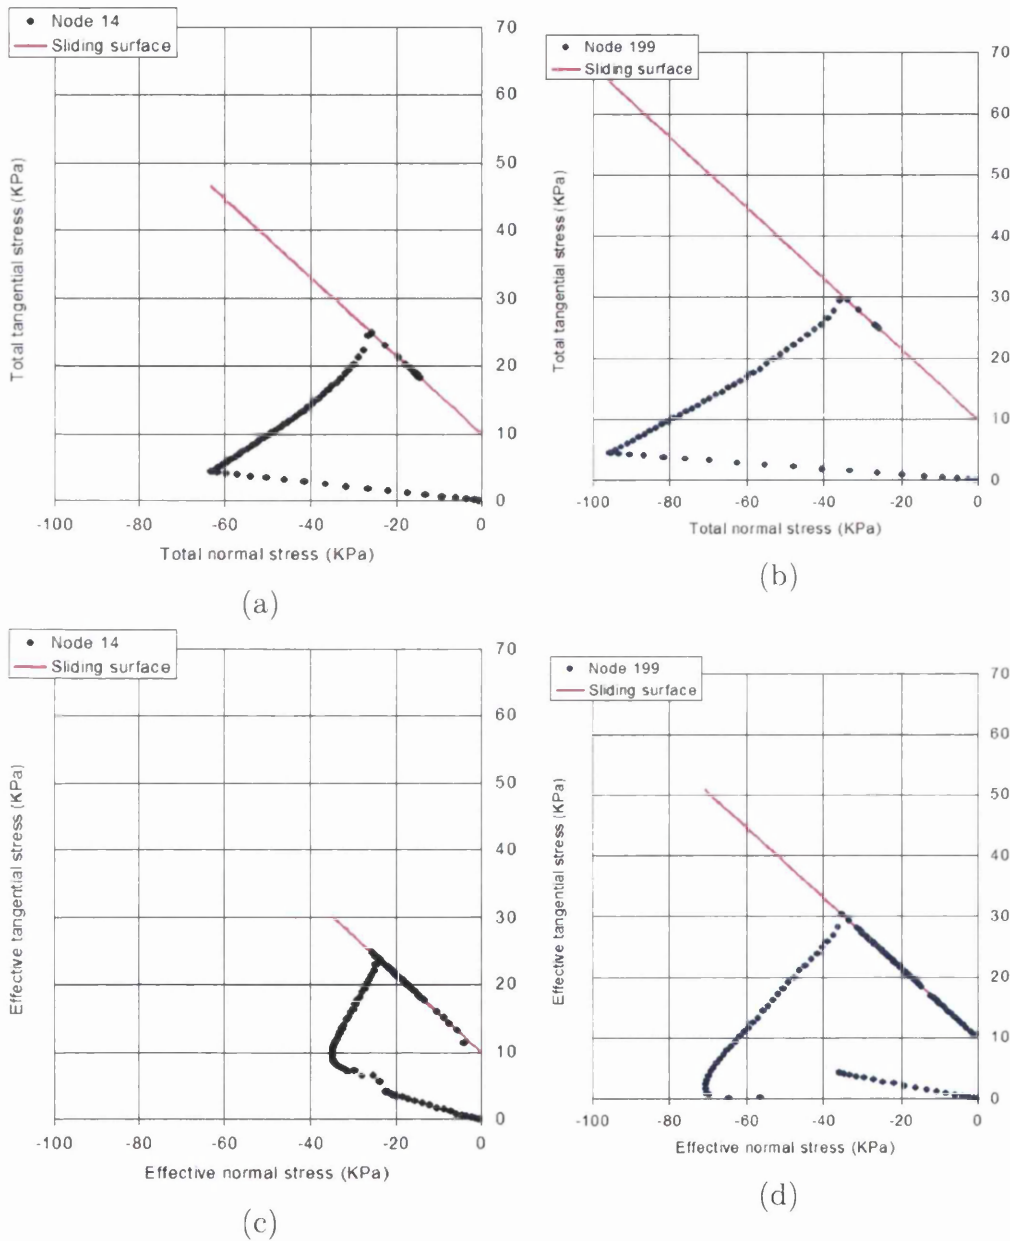 Node 14
Sliding surface
70
60
50
40
30
20
10
0
-100
-80
-60
-40
-20
0
Total tangential stress (KPa)
Total normal stress (KPa)
(a)
Node 199
Sliding surface
70
60
50
40
30
20
10
0
-100
-80
-60
-40
-20
0
Total tangential stress (KPa)
Total normal stress (KPa)
(b)
Node 14
Sliding surface
70
60
50
40
30
20
10
0
-100
-80
-60
-40
-20
0
Effective tangential stress (KPa)
Effective normal stress (KPa)
(c)
Node 199
Sliding surface
70
60
50
40
30
20
10
0
-100
-80
-60
-40
-20
0
Effective tangential stress (KPa)
Effective normal stress (KPa)
(d)